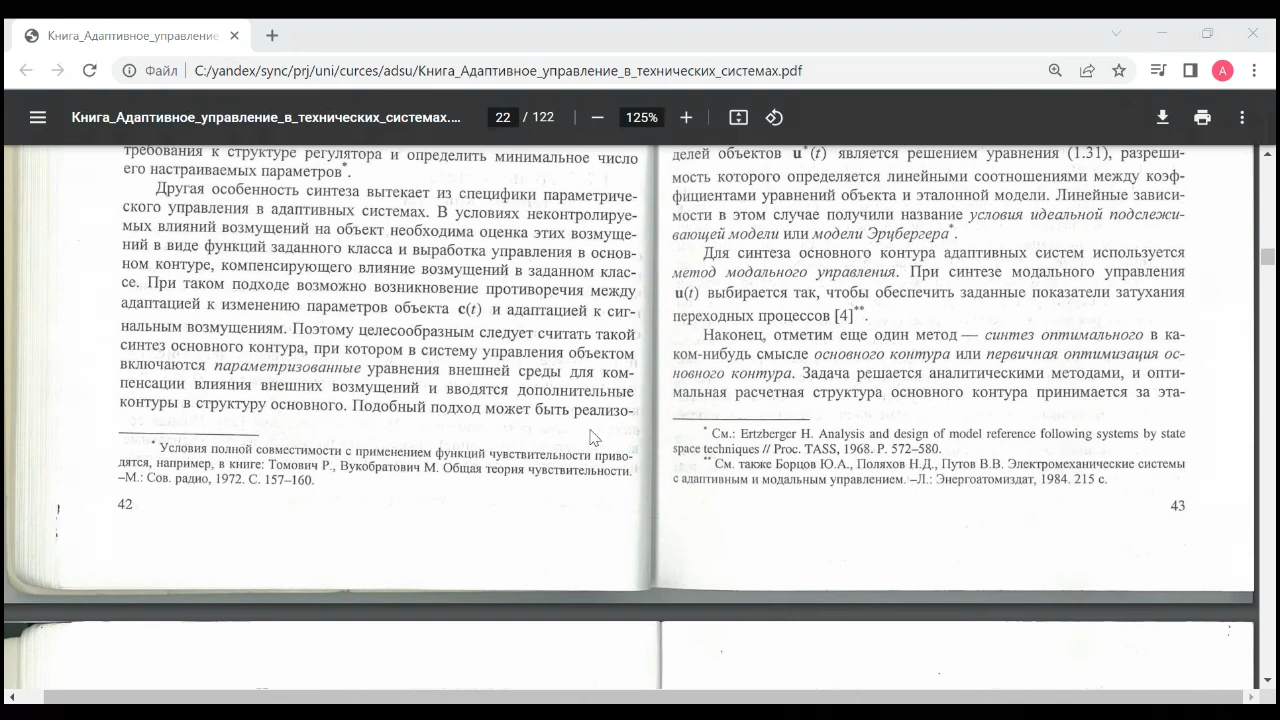 Книга_Адаптивное_управление_
Файл
C:/yandex/sync/prj/uni/curces/adsu/Книга_Адаптивное_управление_в_технических_системах.pdf
A
Книга_Адаптивное_управление_в_технических_системах....
22 / 122
125%
требования к структуре регулятора и определить минимальное число
его настраиваемых параметров*.
Другая особенность синтеза вытекает из специфики параметриче-
ского управления в адаптивных системах. В условиях неконтролируе-
мых влияний возмущений на объект необходима оценка этих возмуще-
ний в виде функций заданного класса и выработка управления в основ-
ном контуре, компенсирующего влияние возмущений в заданном клас-
се. При таком подходе возможно возникновение противоречия между
адаптацией к изменению параметров объекта c(t) и адаптацией к сиг-
нальным возмущениям. Поэтому целесообразным следует считать такой
синтез основного контура, при котором в систему управления объектом
включаются параметризованные уравнения внешней среды для ком-
пенсации влияния внешних возмущений и вводятся дополнительные
контуры в структуру основного. Подобный подход может быть реализо-
* Условия полной совместимости с применением функций чувствительности приво-
дятся, например, в книге: Томович Р., Вукобратович М. Общая теория чувствительности.
–М.: Сов. радио, 1972. С. 157–160.
42
делей объектов u*(t) является решением уравнения (1.31), разреши-
мость которого определяется линейными соотношениями между коэф-
фициентами уравнений объекта и эталонной модели. Линейные зависи-
мости в этом случае получили название условия идеальной подслежи-
вающей модели или модели Эрцбергера*.
Для синтеза основного контура адаптивных систем используется
метод модального управления. При синтезе модального управления
u(t) выбирается так, чтобы обеспечить заданные показатели затухания
переходных процессов [4]**.
Наконец, отметим еще один метод — синтез оптимального в ка-
ком-нибудь смысле основного контура или первичная оптимизация ос-
новного контура. Задача решается аналитическими методами, и опти-
мальная расчетная структура основного контура принимается за эта-
* См.: Ertzberger H. Analysis and design of model reference following systems by state
space techniques // Proc. TASS, 1968. P. 572–580.
** См. также Борцов Ю.А., Поляхов Н.Д., Путов В.В. Электромеханические системы
с адаптивным и модальным управлением. –Л.: Энергоатомиздат, 1984. 215 с.
43